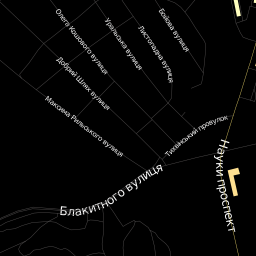 Олега Кошового вулиця
Уральська вулиця
Листопадна вулиця
Бойова вулиця
Добрий Шлях вулиця
Максима Рильського вулиця
Тихвінський провулок
Науки проспект
Блакитного вулиця